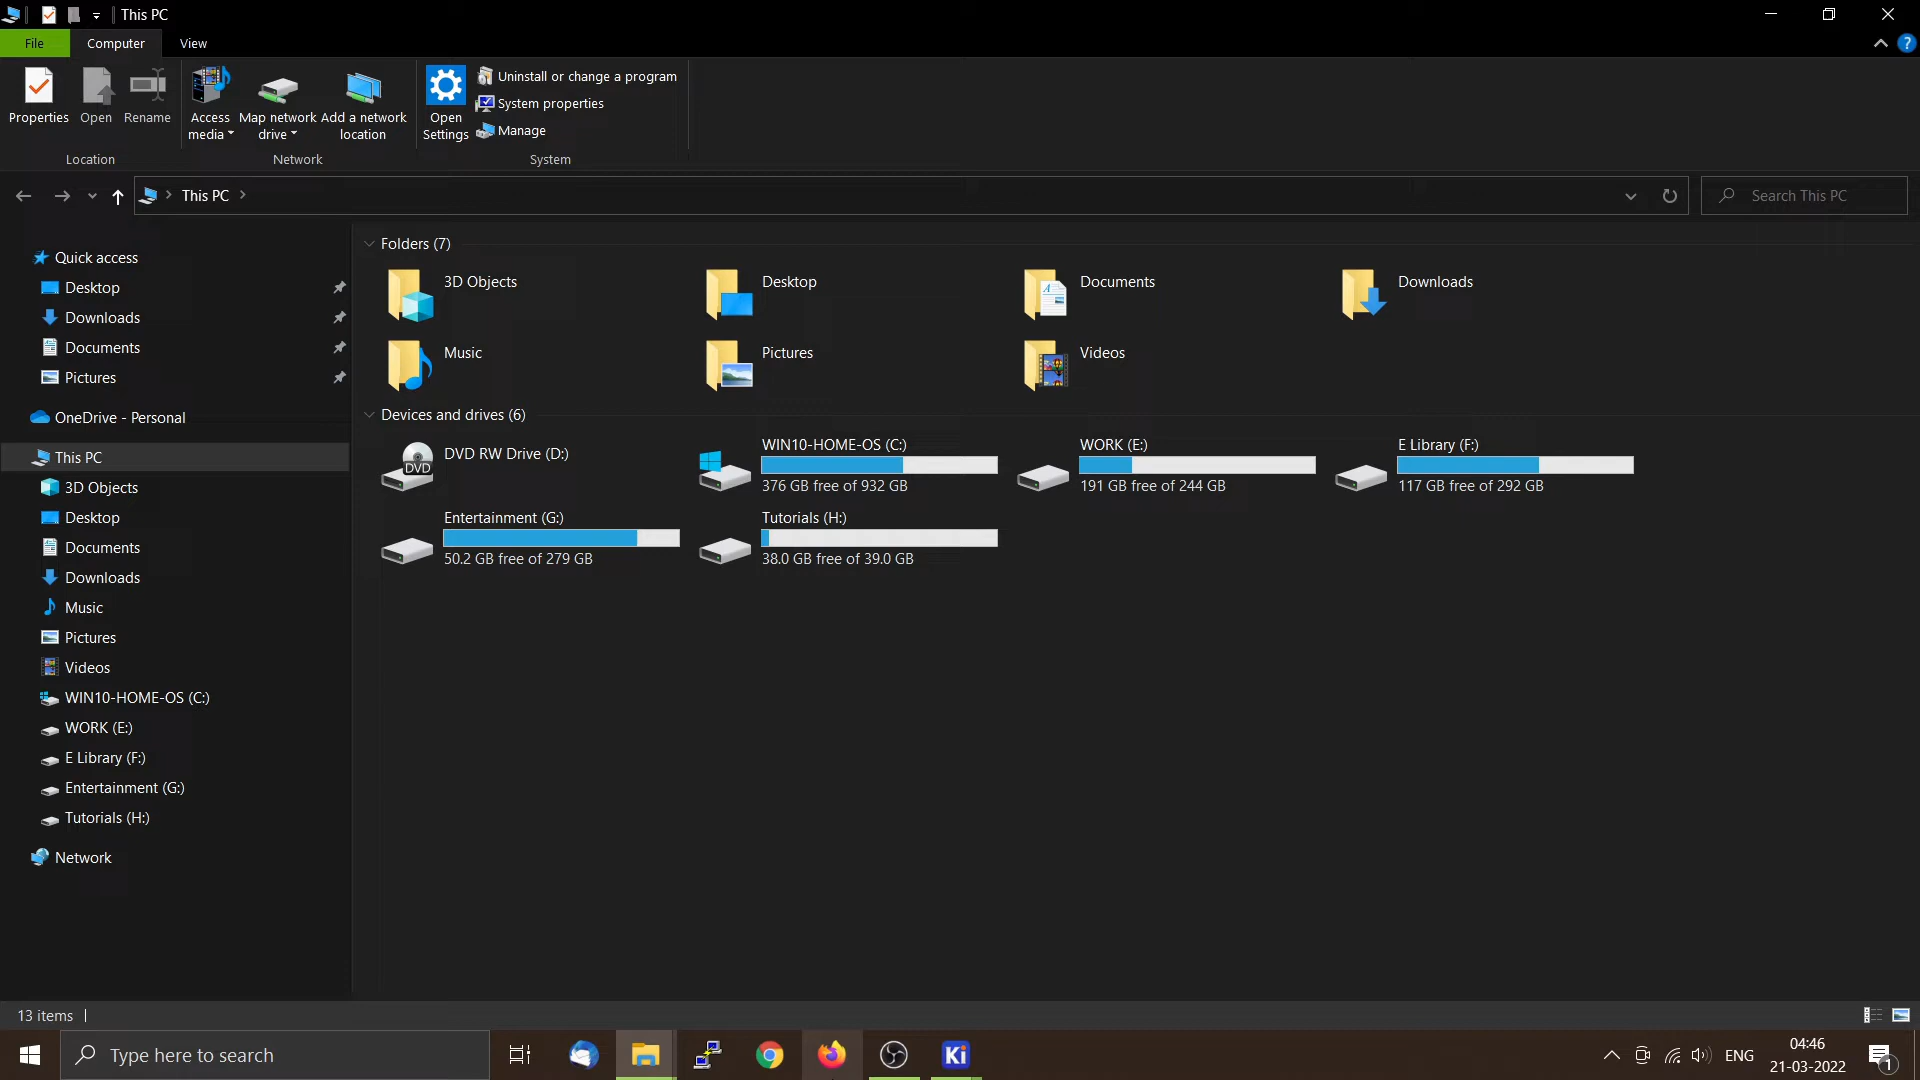 This PC
File
Computer
View
Properties
Open
Rename
Access
media
Map network
drive
Add a network
location
Open
Settings
Uninstall or change a program
System properties
Manage
Location
Network
System
This PC
Search This PC
Quick access
Desktop
Downloads
Documents
Pictures
OneDrive - Personal
This PC
3D Objects
Desktop
Documents
Downloads
Music
Pictures
Videos
WIN10-HOME-OS (C:)
WORK (E:)
E Library (F:)
Entertainment (G:)
Tutorials (H:)
Network
Folders (7)
3D Objects
Desktop
Documents
Downloads
Music
Pictures
Videos
Devices and drives (6)
DVD
DVD RW Drive (D:)
WIN10-HOME-OS (C:)
376 GB free of 932 GB
WORK (E:)
191 GB free of 244 GB
E Library (F:)
117 GB free of 292 GB
Entertainment (G:)
50.2 GB free of 279 GB
Tutorials (H:)
38.0 GB free of 39.0 GB
13 items
Type here to search
Ki
ENG
04:46
21-03-2022
1